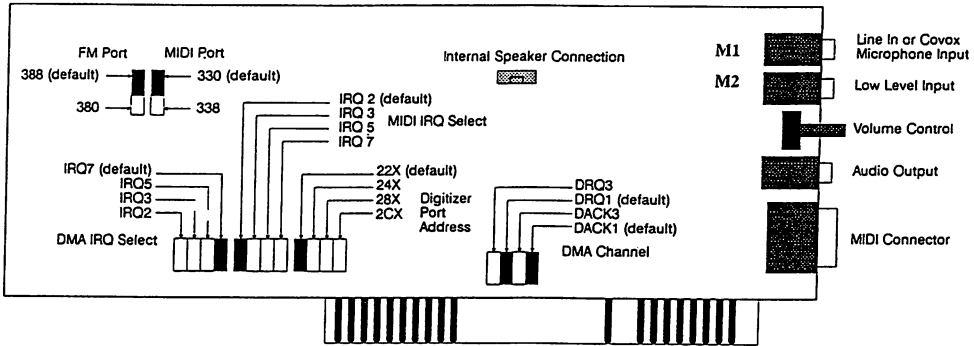 FM Port
MIDI Port
388 (default)
330 (default)
380
338
Internal Speaker Connection
M1
Line In or Covox
Microphone Input
M2
Low Level Input
Volume Control
Audio Output
MIDI Connector
IRQ 2 (default)
IRQ 3
IRQ 5
IRQ 7
MIDI IRQ Select
IRQ7 (default)
IRQ5
IRQ3
IRQ2
DMA IRQ Select
22X (default)
24X
28X
2CX
Digitizer
Port
Address
DRQ3
DRQ1 (default)
DACK3
DACK1 (default)
DMA Channel